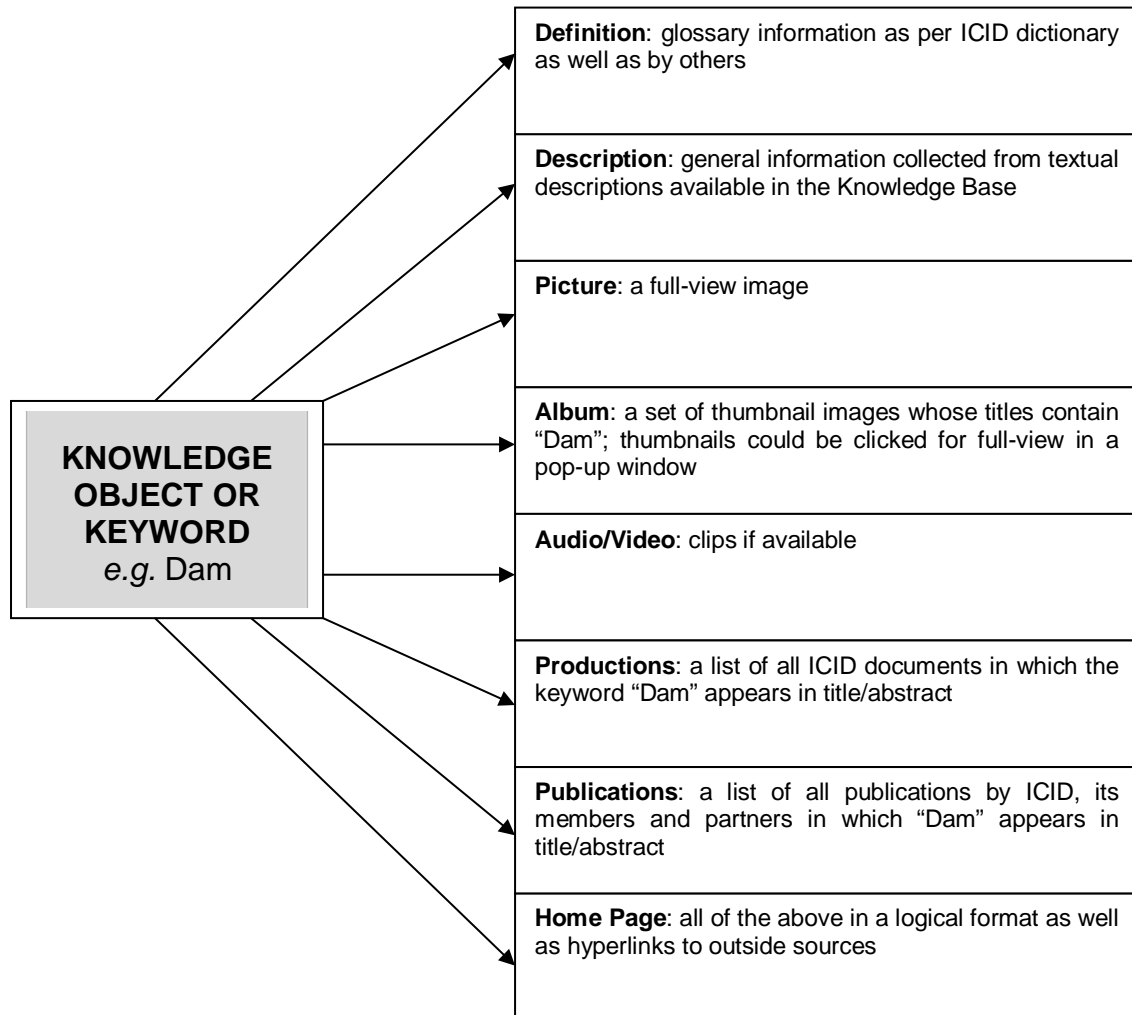 Definition: glossary information as per ICID dictionary
as well as by others
Description: general information collected from textual
descriptions available in the Knowledge Base
Picture: a full-view image
Album: a set of thumbnail images whose titles contain
“Dam”; thumbnails could be clicked for full-view in a
pop-up window
KNOWLEDGE
OBJECT OR
KEYWORD
e.g. Dam
Audio/Video: clips if available
Productions: a list of all ICID documents in which the
keyword “Dam” appears in title/abstract
Publications: a list of all publications by ICID, its
members and partners in which “Dam” appears in
title/abstract
Home Page: all of the above in a logical format as well
as hyperlinks to outside sources